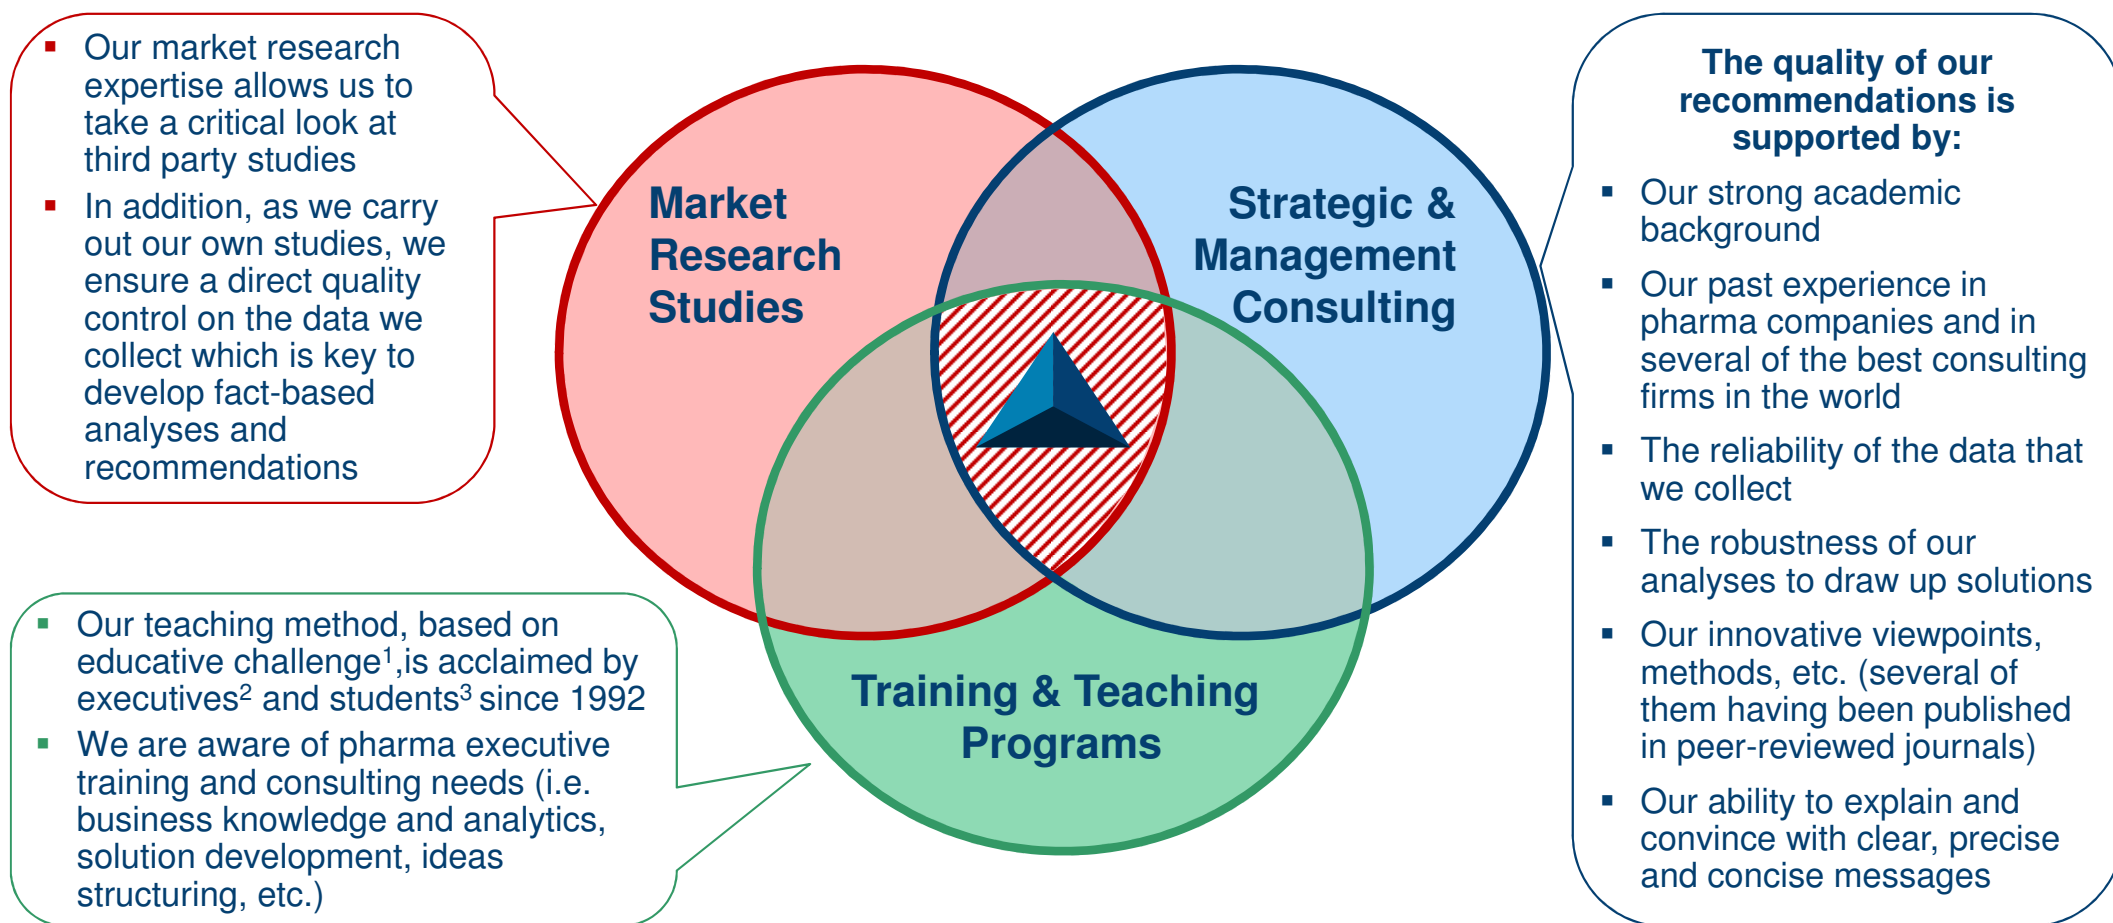 ▪ Our market research
expertise allows us to
take a critical look at
third party studies
▪ In addition, as we carry
out our own studies, we
ensure a direct quality
control on the data we
collect which is key to
develop fact-based
analyses and
recommendations
Market
Research
Studies
Strategic &
Management
Consulting
Training & Teaching
Programs
▪ Our teaching method, based on
educative challenge¹,is acclaimed by
executives² and students³ since 1992
▪ We are aware of pharma executive
training and consulting needs (i.e.
business knowledge and analytics,
solution development, ideas
structuring, etc.)
The quality of our
recommendations is
supported by:
▪ Our strong academic
background
▪ Our past experience in
pharma companies and in
several of the best consulting
firms in the world
▪ The reliability of the data that
we collect
▪ The robustness of our
analyses to draw up solutions
▪ Our innovative viewpoints,
methods, etc. (several of
them having been published
in peer-reviewed journals)
▪ Our ability to explain and
convince with clear, precise
and concise messages